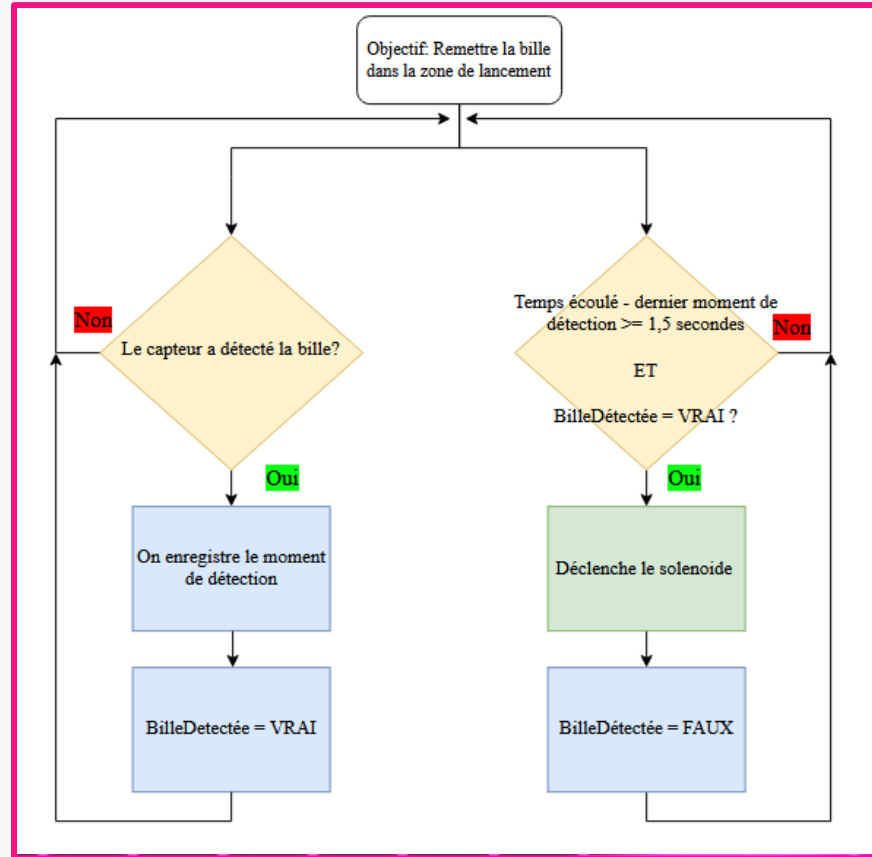 Objectif: Remettre la bille
dans la zone de lancement
Non
Le capteur a détecté la bille?
Oui
On enregistre le moment
de détection
BilleDetectée = VRAI
Temps écoulé - dernier moment de
détection >= 1,5 secondes
Non
ET
BilleDétectée = VRAI ?
Oui
Déclenche le solenoide
BilleDétectée = FAUX